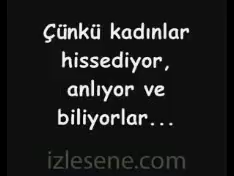 Çünkü kadınlar
hissediyor,
anlıyor ve
biliyorlar...
izlesene.com